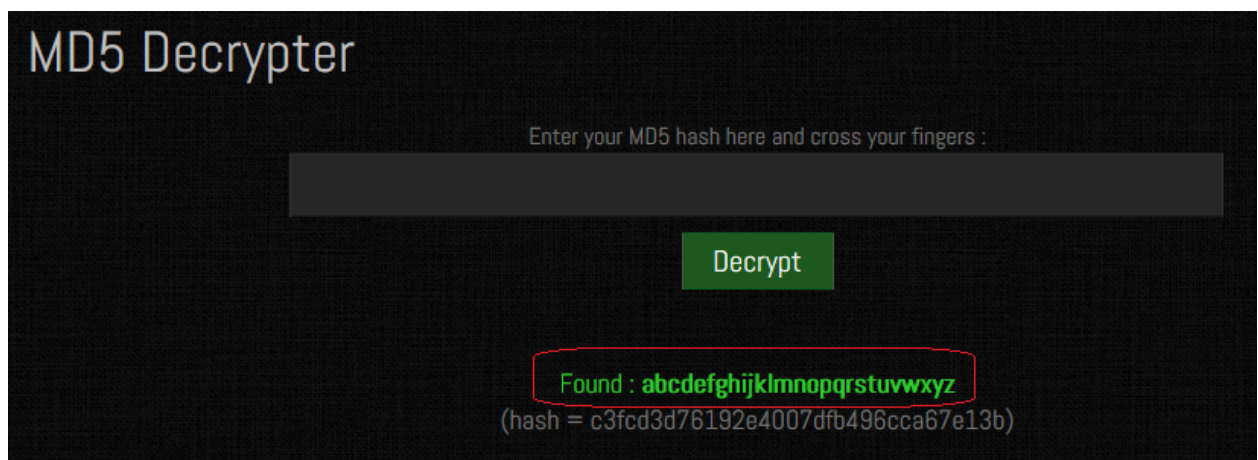 MD5 Decrypter
Enter your MD5 hash here and cross your fingers :
Decrypt
Found : abcdefghijklmnopqrstuvwxyz
(hash = c3fcd3d76192e4007dfb496cca67e13b)